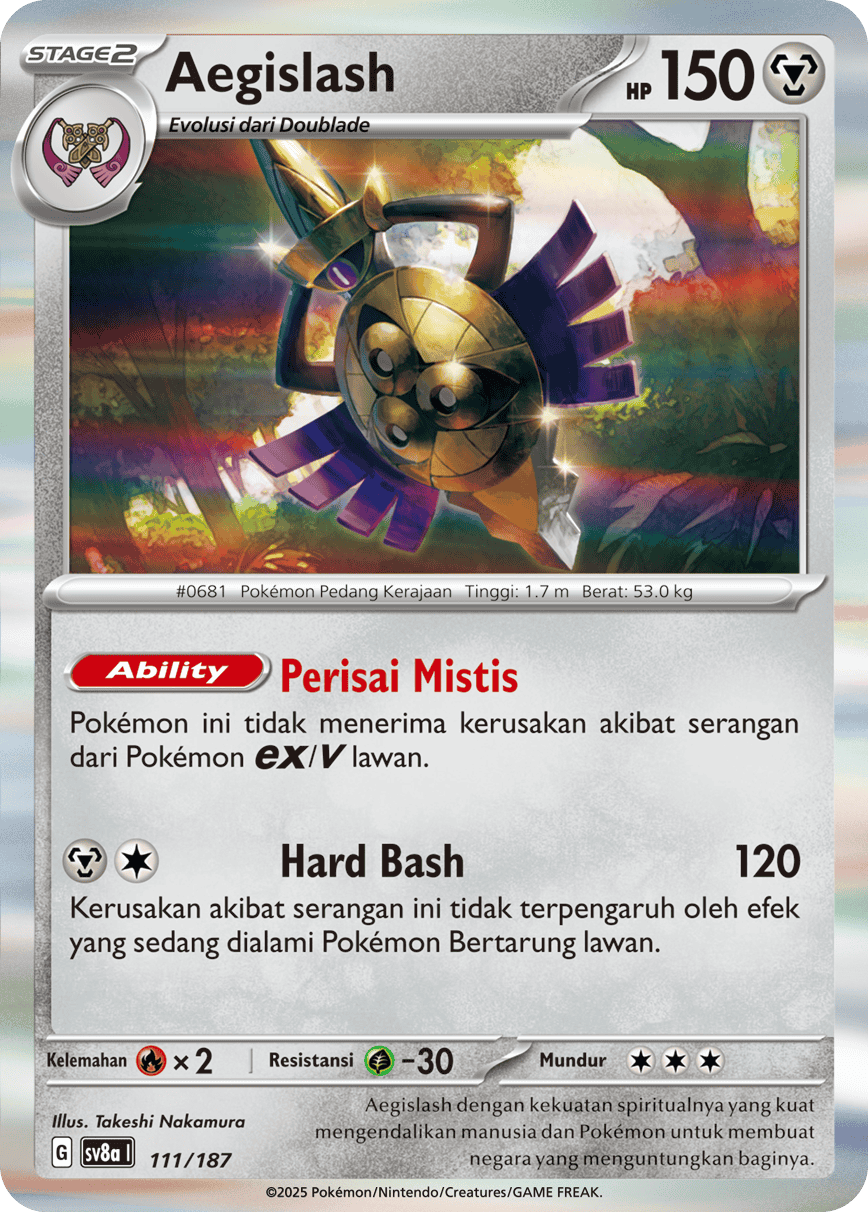 STAGE2
Aegislash
HP 150
Evolusi dari Doublade
#0681 Pokémon Pedang Kerajaan Tinggi: 1.7 m Berat: 53.0 kg
Ability Perisai Mistis
Pokémon ini tidak menerima kerusakan akibat serangan
dari Pokémon ex/V lawan.
Hard Bash 120
Kerusakan akibat serangan ini tidak terpengaruh oleh efek
yang sedang dialami Pokémon Bertarung lawan.
Kelemahan ×2 Resistansi -30 Mundur
Illus. Takeshi Nakamura
Aegislash dengan kekuatan spiritualnya yang kuat
mengendalikan manusia dan Pokémon untuk membuat
negara yang menguntungkan baginya.
G sv8a I 111/187
©2025 Pokémon/Nintendo/Creatures/GAME FREAK.